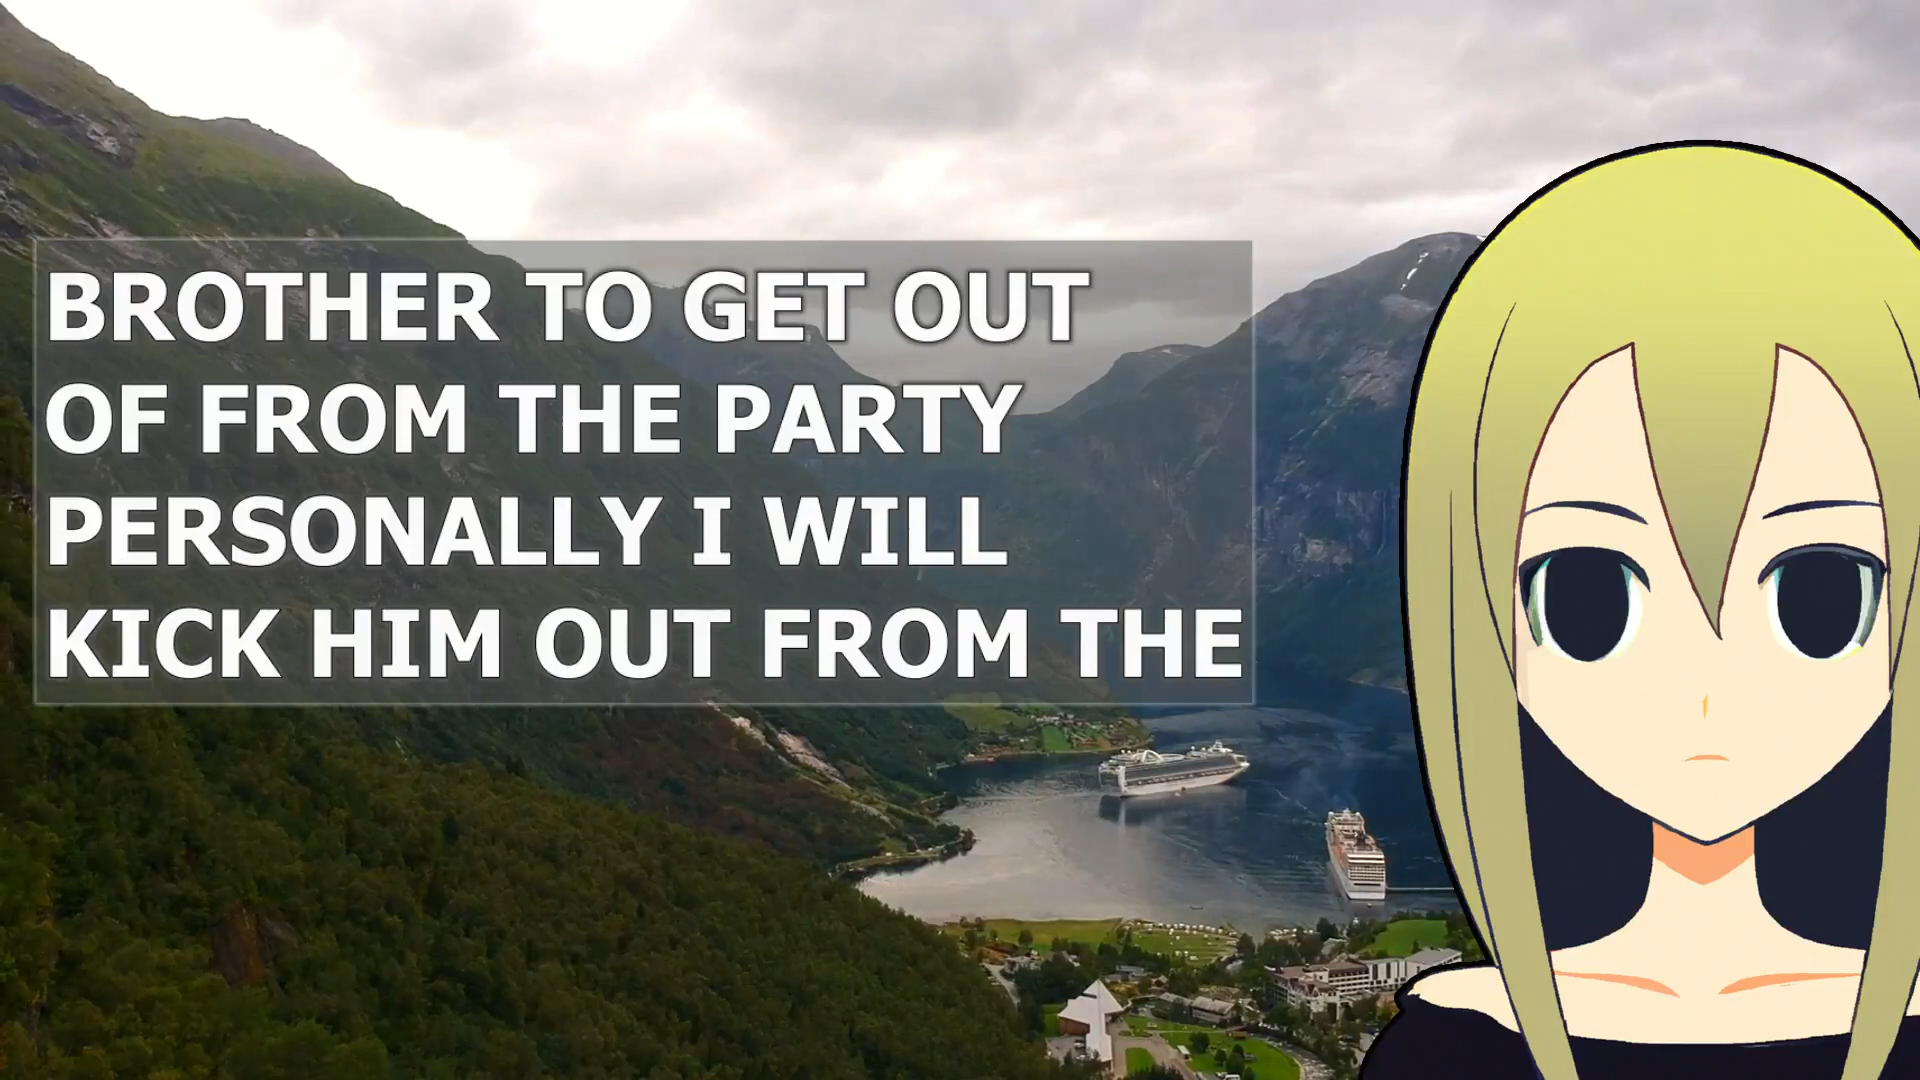 BROTHER TO GET OUT
OF FROM THE PARTY
PERSONALLY I WILL
KICK HIM OUT FROM THE